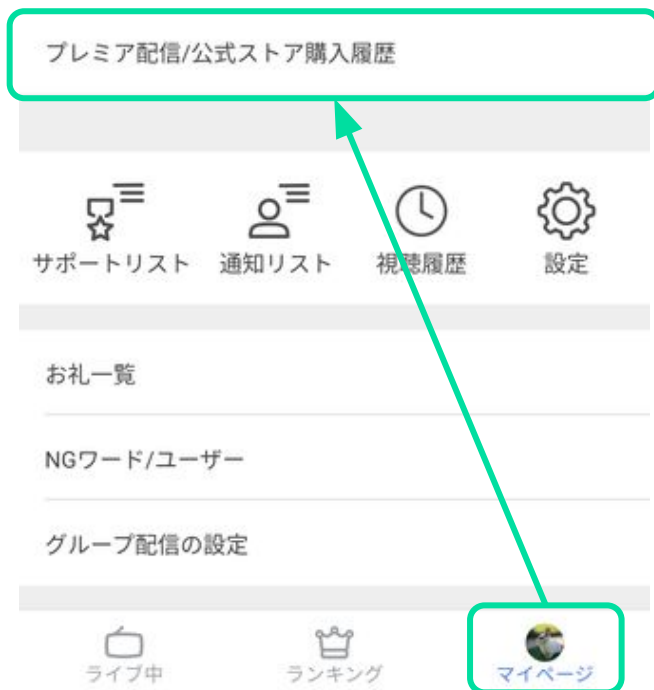 プレミア配信/公式ストア購入履歴
サポートリスト 通知リスト 視聴履歴 設定
お礼一覧
NGワード/ユーザー
グループ配信の設定
ライブ中 ランキング マイページ